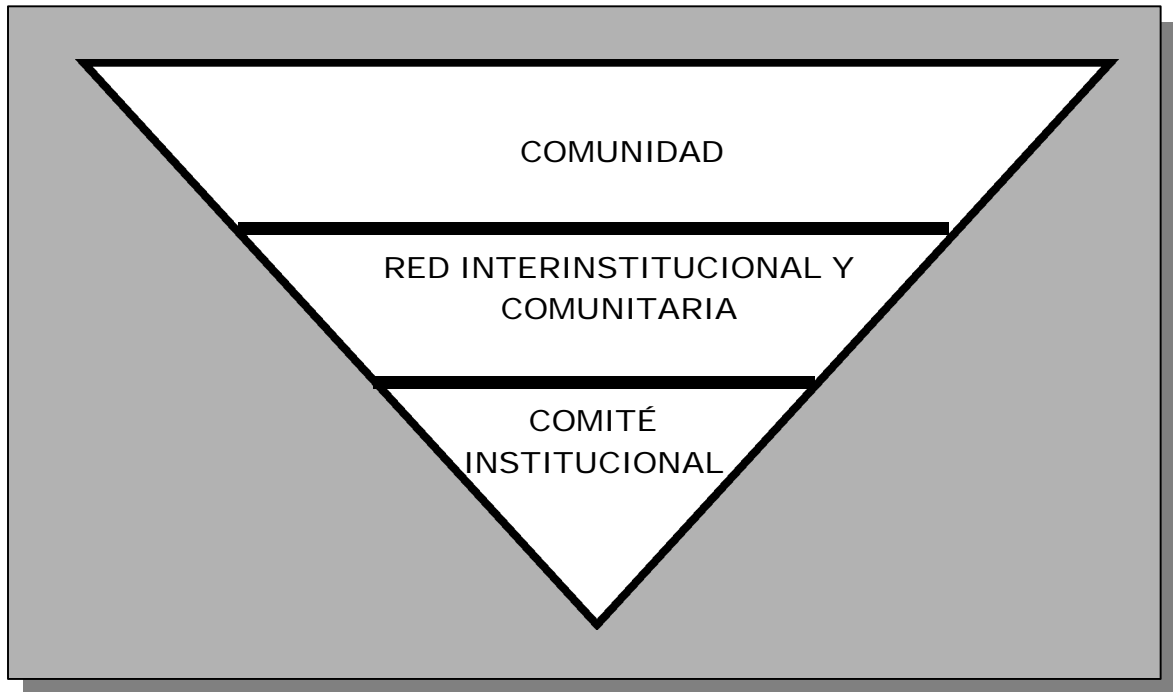 COMUNIDAD
RED INTERINSTITUCIONAL Y
COMUNITARIA
COMITÉ
INSTITUCIONAL